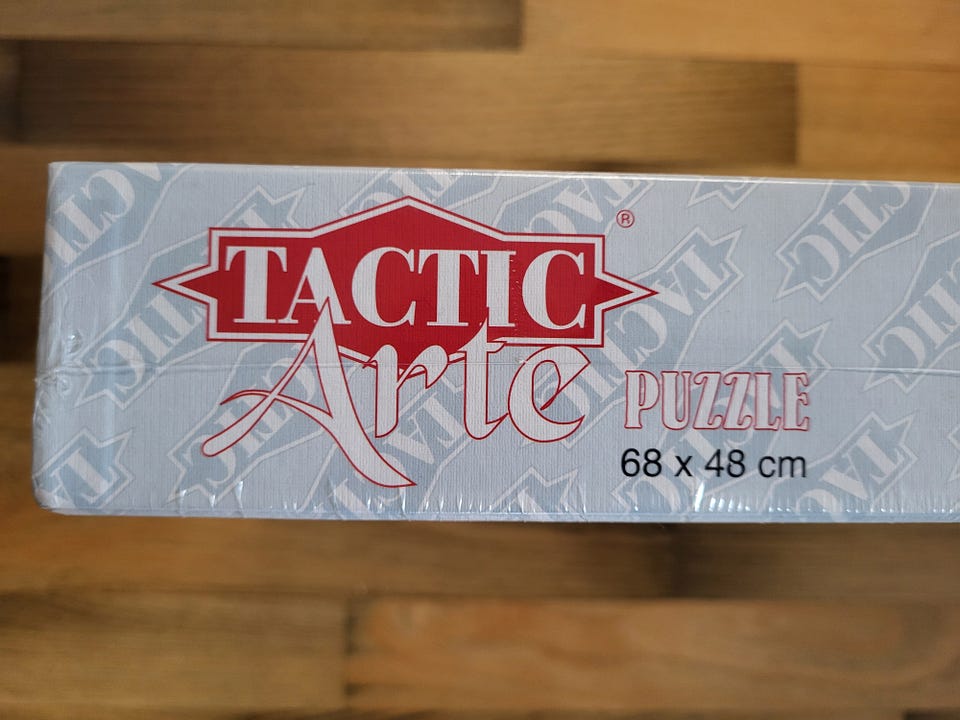 TACTIC®
Arte PUZZLE
68 x 48 cm